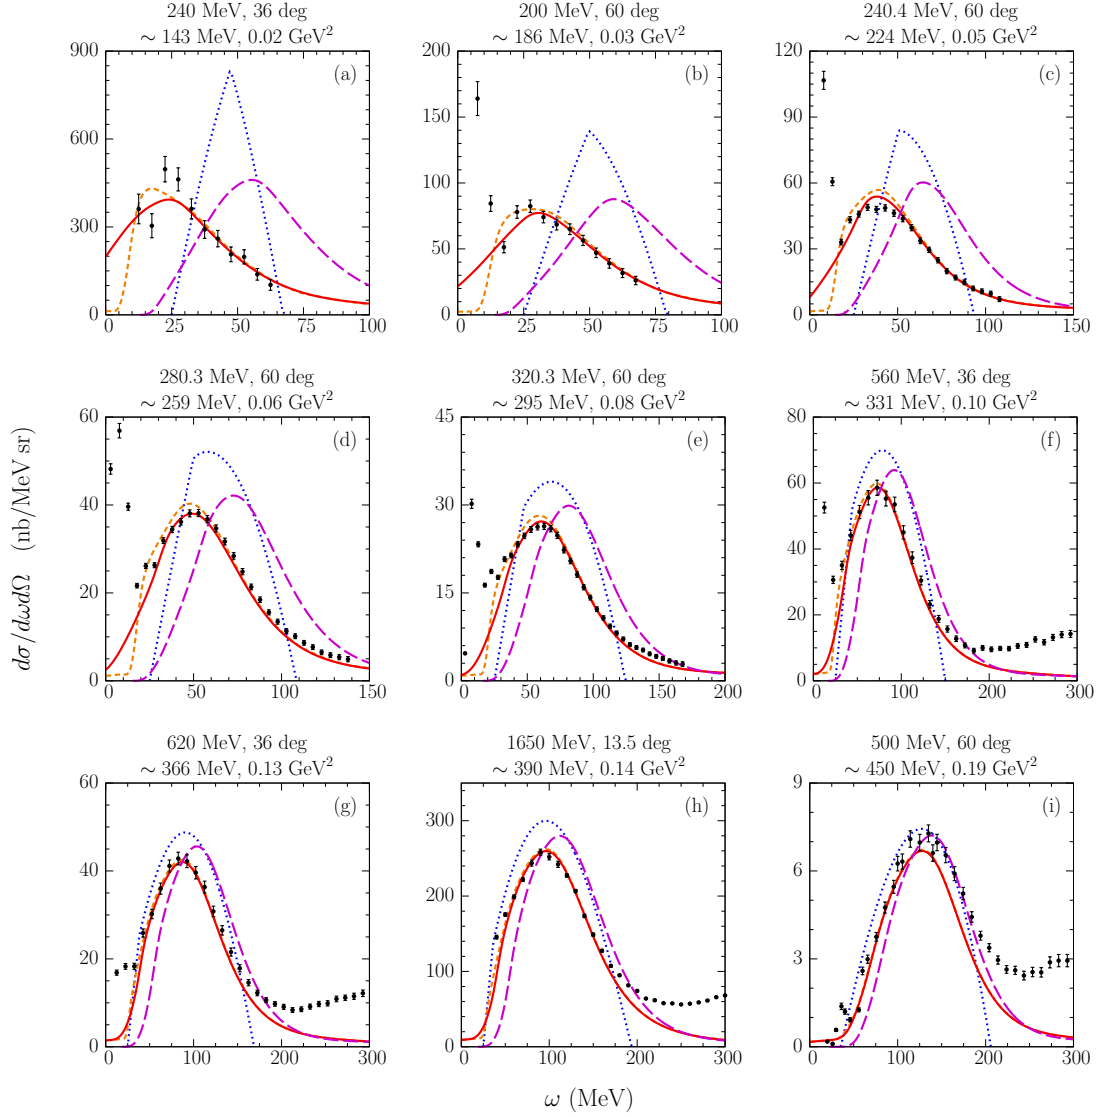 240 MeV, 36 deg
∼ 143 MeV, 0.02 GeV²
(a)
900
600
300
0
0 25 50 75 100
200 MeV, 60 deg
∼ 186 MeV, 0.03 GeV²
(b)
200
150
100
50
0
0 25 50 75 100
240.4 MeV, 60 deg
∼ 224 MeV, 0.05 GeV²
(c)
120
90
60
30
0
0 50 100 150
280.3 MeV, 60 deg
∼ 259 MeV, 0.06 GeV²
(d)
60
40
20
0
0 50 100 150
320.3 MeV, 60 deg
∼ 295 MeV, 0.08 GeV²
(e)
45
30
15
0
0 50 100 150 200
560 MeV, 36 deg
∼ 331 MeV, 0.10 GeV²
(f)
80
60
40
20
0
0 100 200 300
dσ/dωdΩ (nb/MeV sr)
620 MeV, 36 deg
∼ 366 MeV, 0.13 GeV²
(g)
60
40
20
0
0 100 200 300
1650 MeV, 13.5 deg
∼ 390 MeV, 0.14 GeV²
(h)
300
200
100
0
0 100 200 300
500 MeV, 60 deg
∼ 450 MeV, 0.19 GeV²
(i)
9
6
3
0
0 100 200 300
ω (MeV)